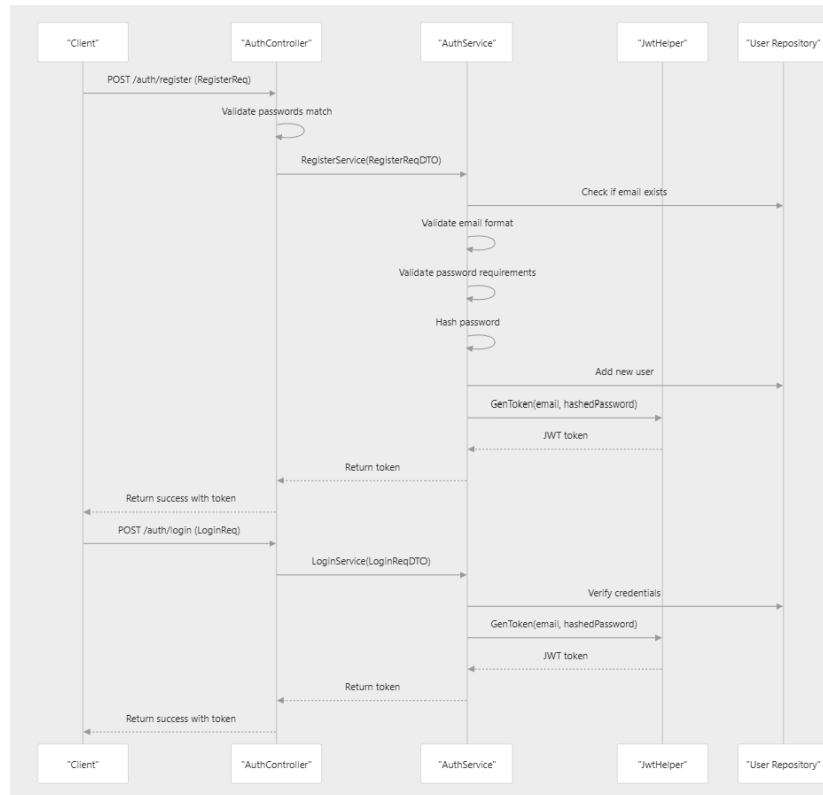 "Client" "AuthController" "AuthService" "JwtHelper" "User Repository"
POST /auth/register (RegisterReq)
Validate passwords match
RegisterService(RegisterReqDTO)
Check if email exists
Validate email format
Validate password requirements
Hash password
Add new user
GenToken(email, hashedPassword)
JWT token
Return token
Return success with token
POST /auth/login (LoginReq)
LoginService(LoginReqDTO)
Verify credentials
GenToken(email, hashedPassword)
JWT token
Return token
Return success with token
"Client" "AuthController" "AuthService" "JwtHelper" "User Repository"